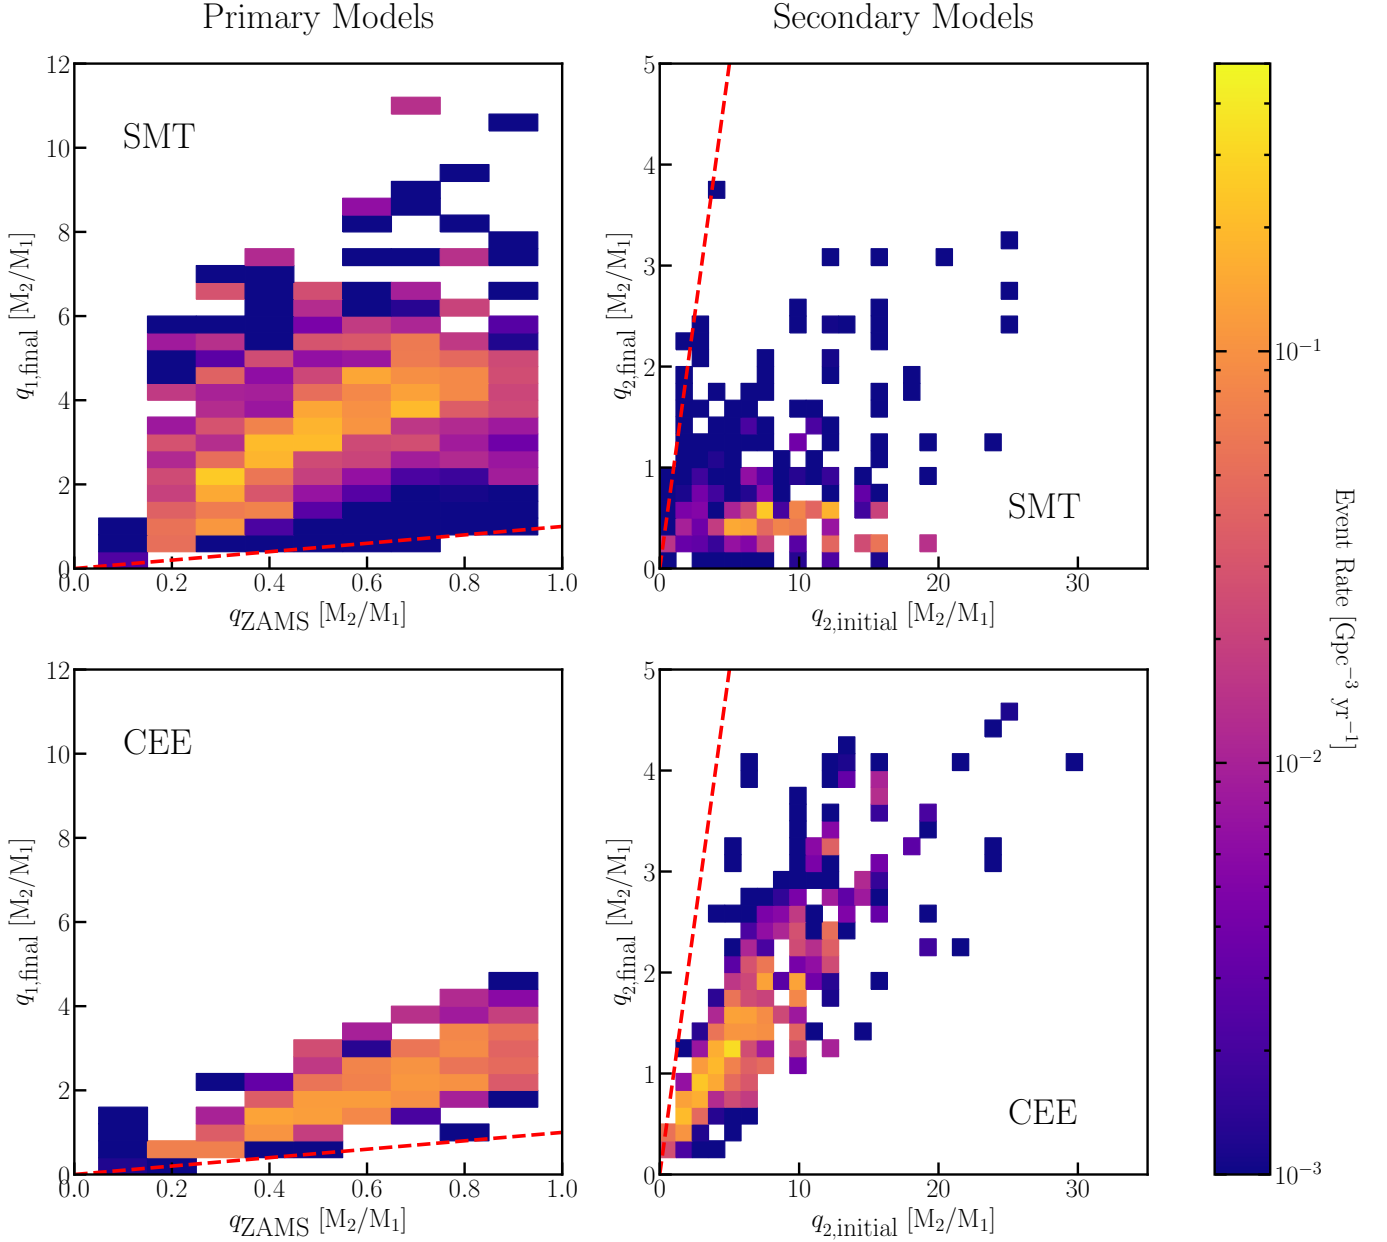 Primary Models
Secondary Models
12
10
8
6
4
2
0
q₁,final [M₂/M₁]
SMT
0.0 0.2 0.4 0.6 0.8 1.0
q_ZAMS [M₂/M₁]
5
4
3
2
1
0
q₂,final [M₂/M₁]
SMT
0 10 20 30
q₂,initial [M₂/M₁]
12
10
8
6
4
2
0
q₁,final [M₂/M₁]
CEE
0.0 0.2 0.4 0.6 0.8 1.0
q_ZAMS [M₂/M₁]
5
4
3
2
1
0
q₂,final [M₂/M₁]
CEE
0 10 20 30
q₂,initial [M₂/M₁]
10⁻¹
10⁻²
10⁻³
Event Rate [Gpc⁻³ yr⁻¹]